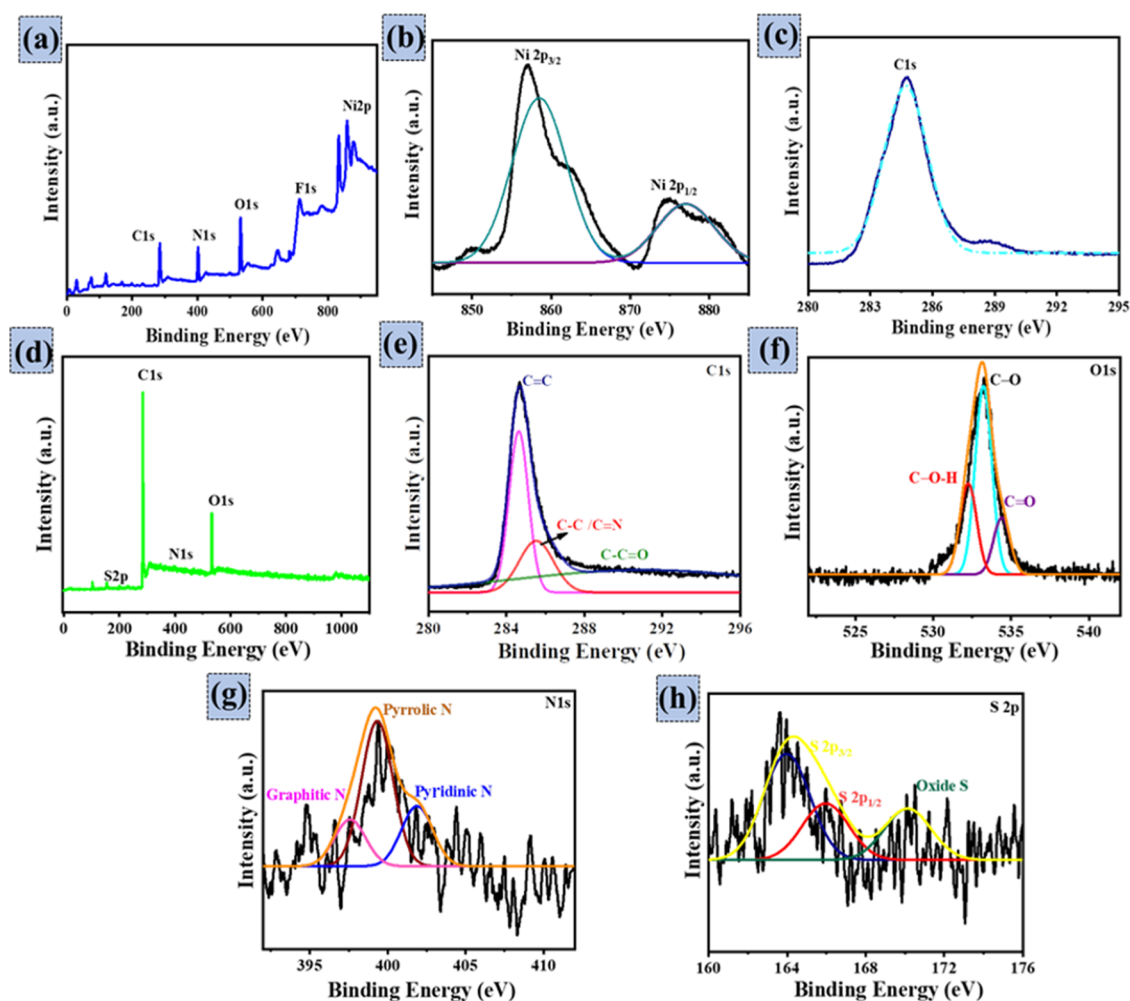 (a)
Intensity (a.u.)
C1s
N1s
O1s
F1s
Ni2p
0 200 400 600 800
Binding Energy (eV)
(b)
Intensity (a.u.)
Ni 2p3/2
Ni 2p1/2
850 860 870 880
Binding Energy (eV)
(c)
Intensity (a.u.)
C1s
280 283 286 289 292 295
Binding energy (eV)
(d)
Intensity (a.u.)
C1s
O1s
N1s
S2p
0 200 400 600 800 1000
Binding Energy (eV)
(e)
Intensity (a.u.)
C1s
C=C
C-C /C=N
C-C=O
280 284 288 292 296
Binding Energy (eV)
(f)
Intensity (a.u.)
O1s
C–O
C–O-H
C=O
525 530 535 540
Binding Energy (eV)
(g)
Intensity (a.u.)
N1s
Pyrrolic N
Graphitic N
Pyridinic N
395 400 405 410
Binding Energy (eV)
(h)
Intensity (a.u.)
S 2p
S 2p3/2
S 2p1/2
Oxide S
160 164 168 172 176
Binding Energy (eV)